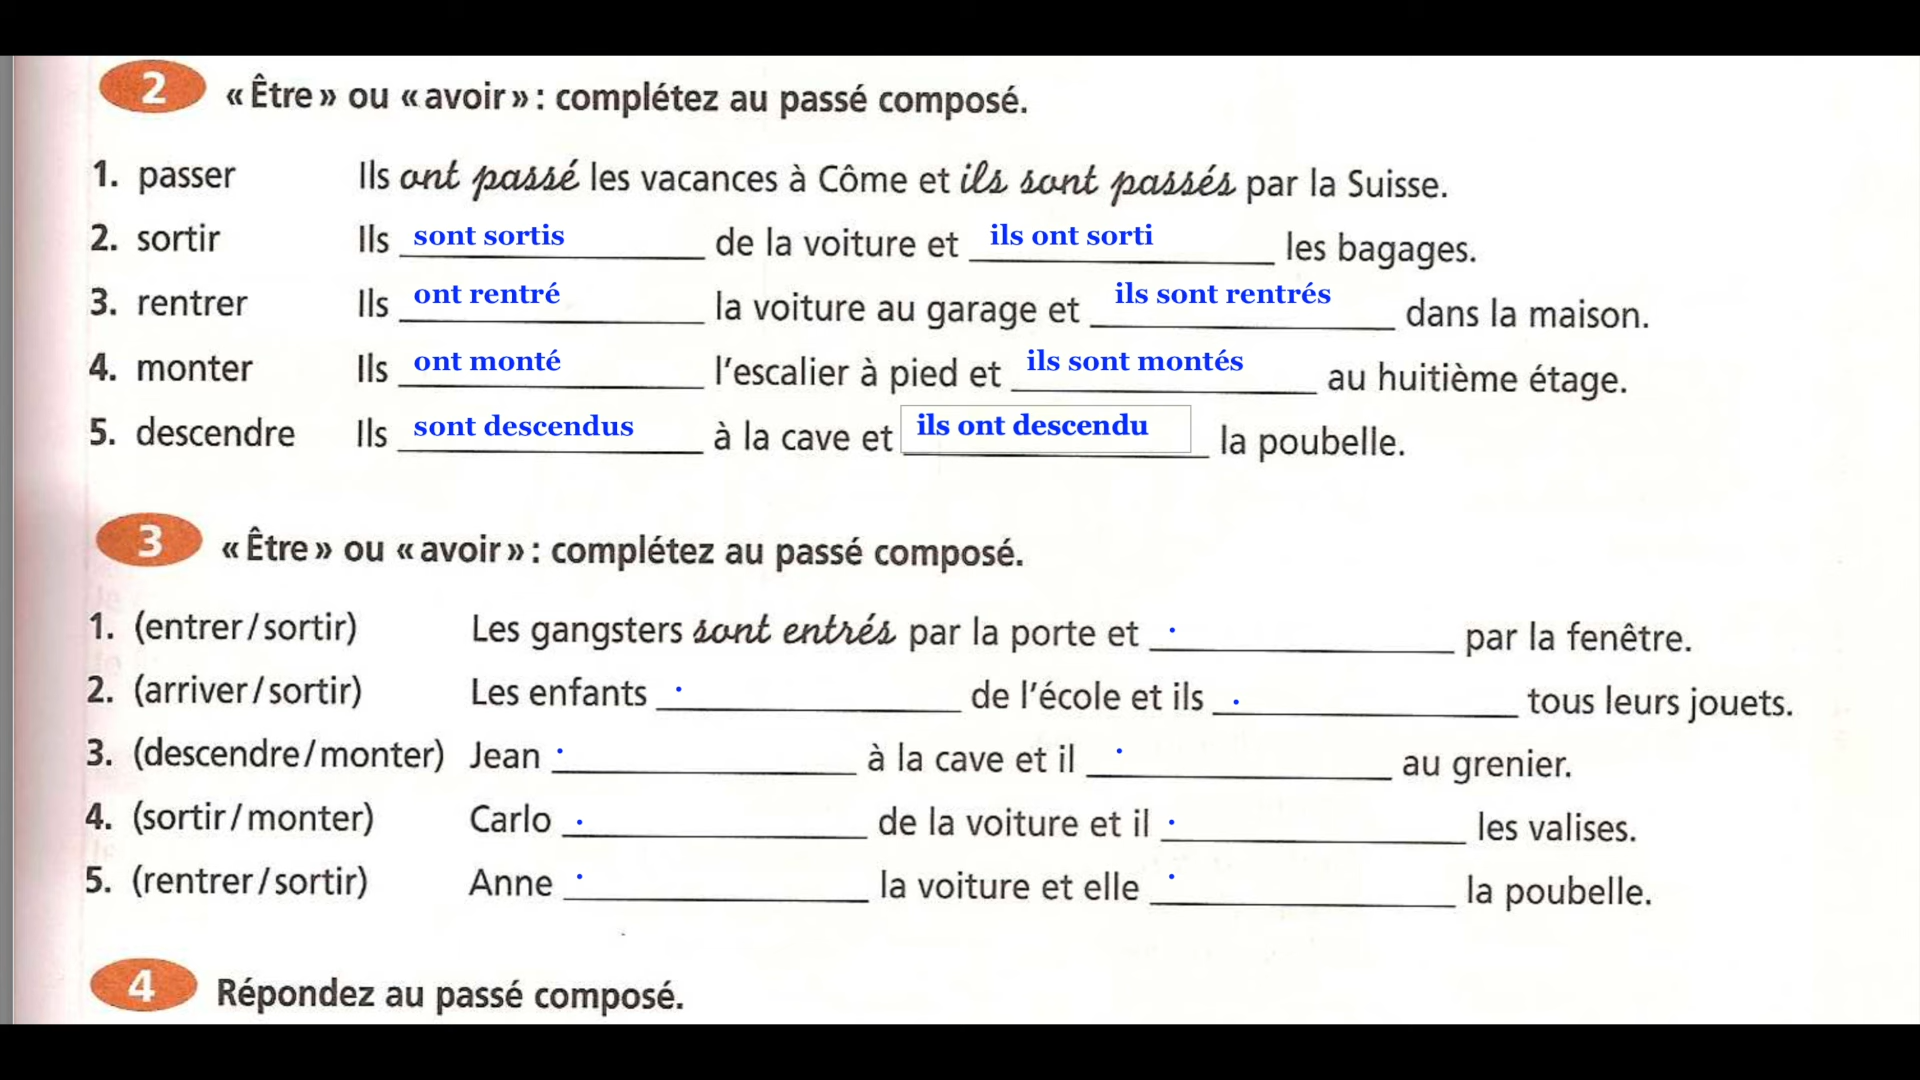 2 « Être » ou « avoir » : complétez au passé composé.
1. passer Ils ont passé les vacances à Côme et ils sont passés par la Suisse.
2. sortir Ils sont sortis de la voiture et ils ont sorti les bagages.
3. rentrer Ils ont rentré la voiture au garage et ils sont rentrés dans la maison.
4. monter Ils ont monté l'escalier à pied et ils sont montés au huitième étage.
5. descendre Ils sont descendus à la cave et ils ont descendu la poubelle.
3 « Être » ou « avoir » : complétez au passé composé.
1. (entrer / sortir) Les gangsters sont entrés par la porte et . par la fenêtre.
2. (arriver / sortir) Les enfants . de l'école et ils . tous leurs jouets.
3. (descendre / monter) Jean . à la cave et il . au grenier.
4. (sortir / monter) Carlo . de la voiture et il . les valises.
5. (rentrer / sortir) Anne . la voiture et elle . la poubelle.
4 Répondez au passé composé.